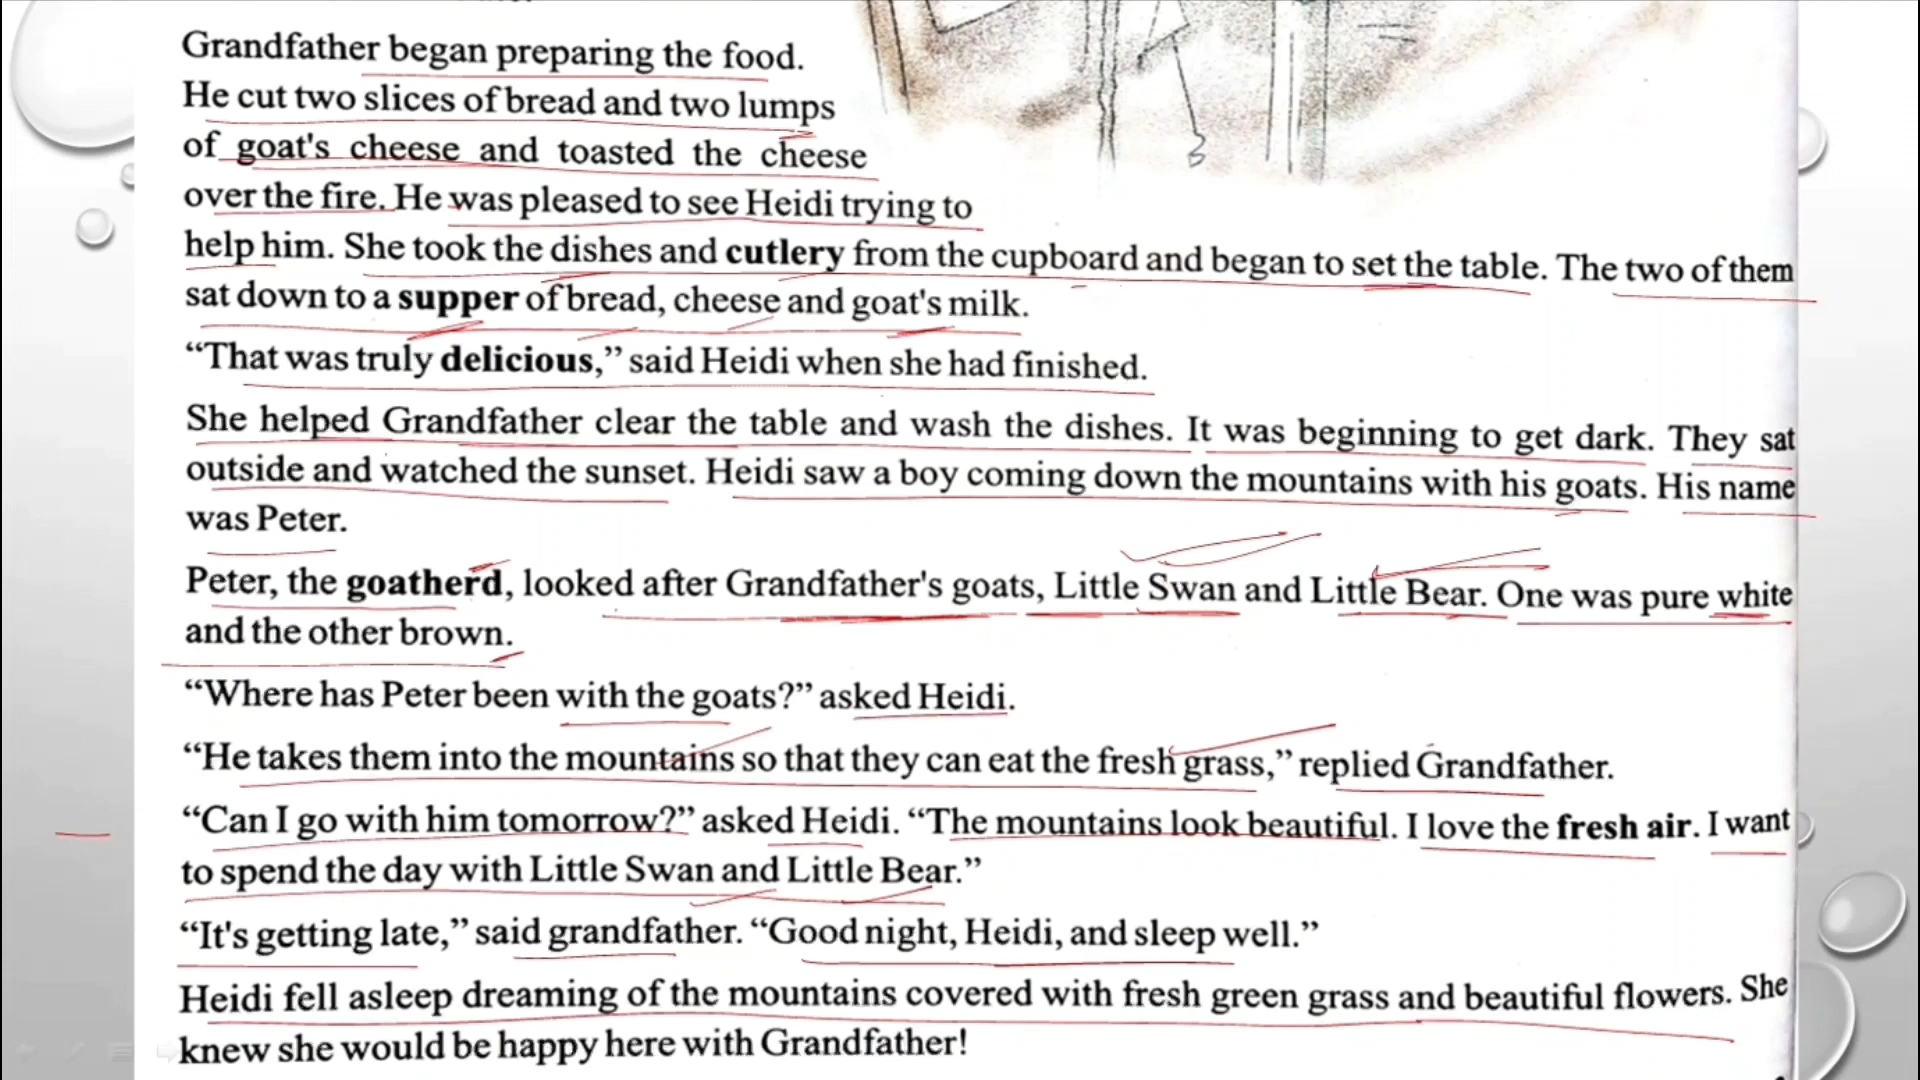 Grandfather began preparing the food.
He cut two slices of bread and two lumps
of goat's cheese and toasted the cheese
over the fire. He was pleased to see Heidi trying to
help him. She took the dishes and cutlery from the cupboard and began to set the table. The two of them
sat down to a supper of bread, cheese and goat's milk.
“That was truly delicious,” said Heidi when she had finished.
She helped Grandfather clear the table and wash the dishes. It was beginning to get dark. They sat
outside and watched the sunset. Heidi saw a boy coming down the mountains with his goats. His name
was Peter.
Peter, the goatherd, looked after Grandfather's goats, Little Swan and Little Bear. One was pure white
and the other brown.
“Where has Peter been with the goats?” asked Heidi.
“He takes them into the mountains so that they can eat the fresh grass,” replied Grandfather.
“Can I go with him tomorrow?” asked Heidi. “The mountains look beautiful. I love the fresh air. I want
to spend the day with Little Swan and Little Bear.”
“It's getting late,” said grandfather. “Good night, Heidi, and sleep well.”
Heidi fell asleep dreaming of the mountains covered with fresh green grass and beautiful flowers. She
knew she would be happy here with Grandfather!